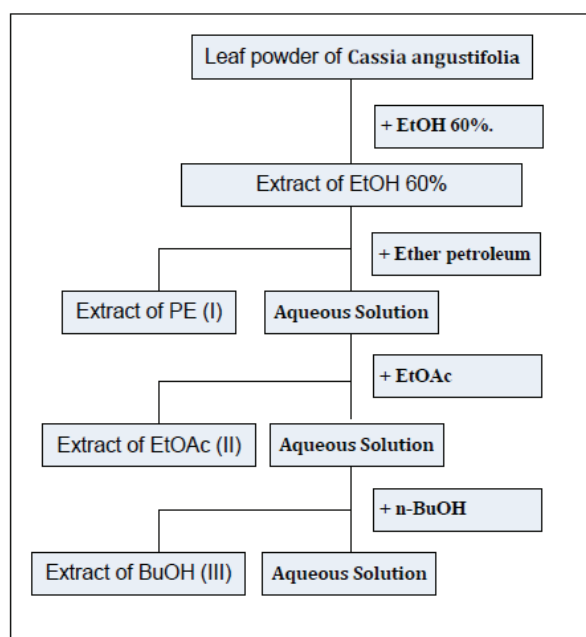 Leaf powder of Cassia angustifolia
+ EtOH 60%.
Extract of EtOH 60%
+ Ether petroleum
Extract of PE (I)
Aqueous Solution
+ EtOAc
Extract of EtOAc (II)
Aqueous Solution
+ n-BuOH
Extract of BuOH (III)
Aqueous Solution